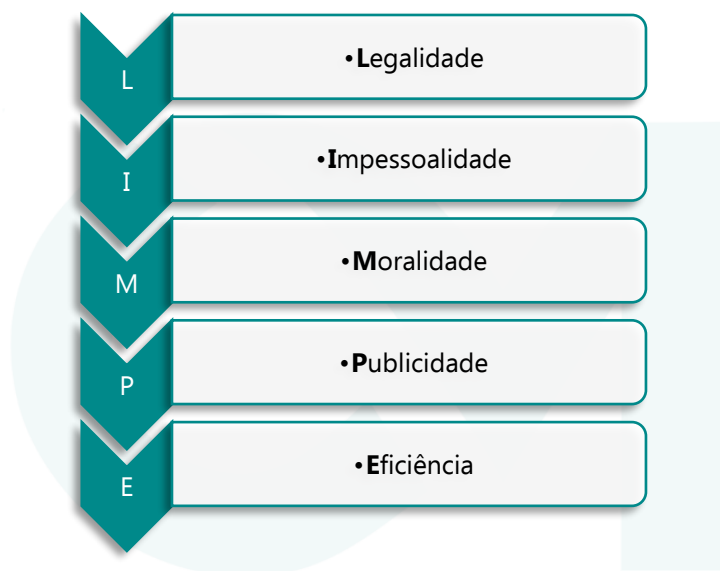 L
•Legalidade
I
•Impessoalidade
M
•Moralidade
P
•Publicidade
E
•Eficiência